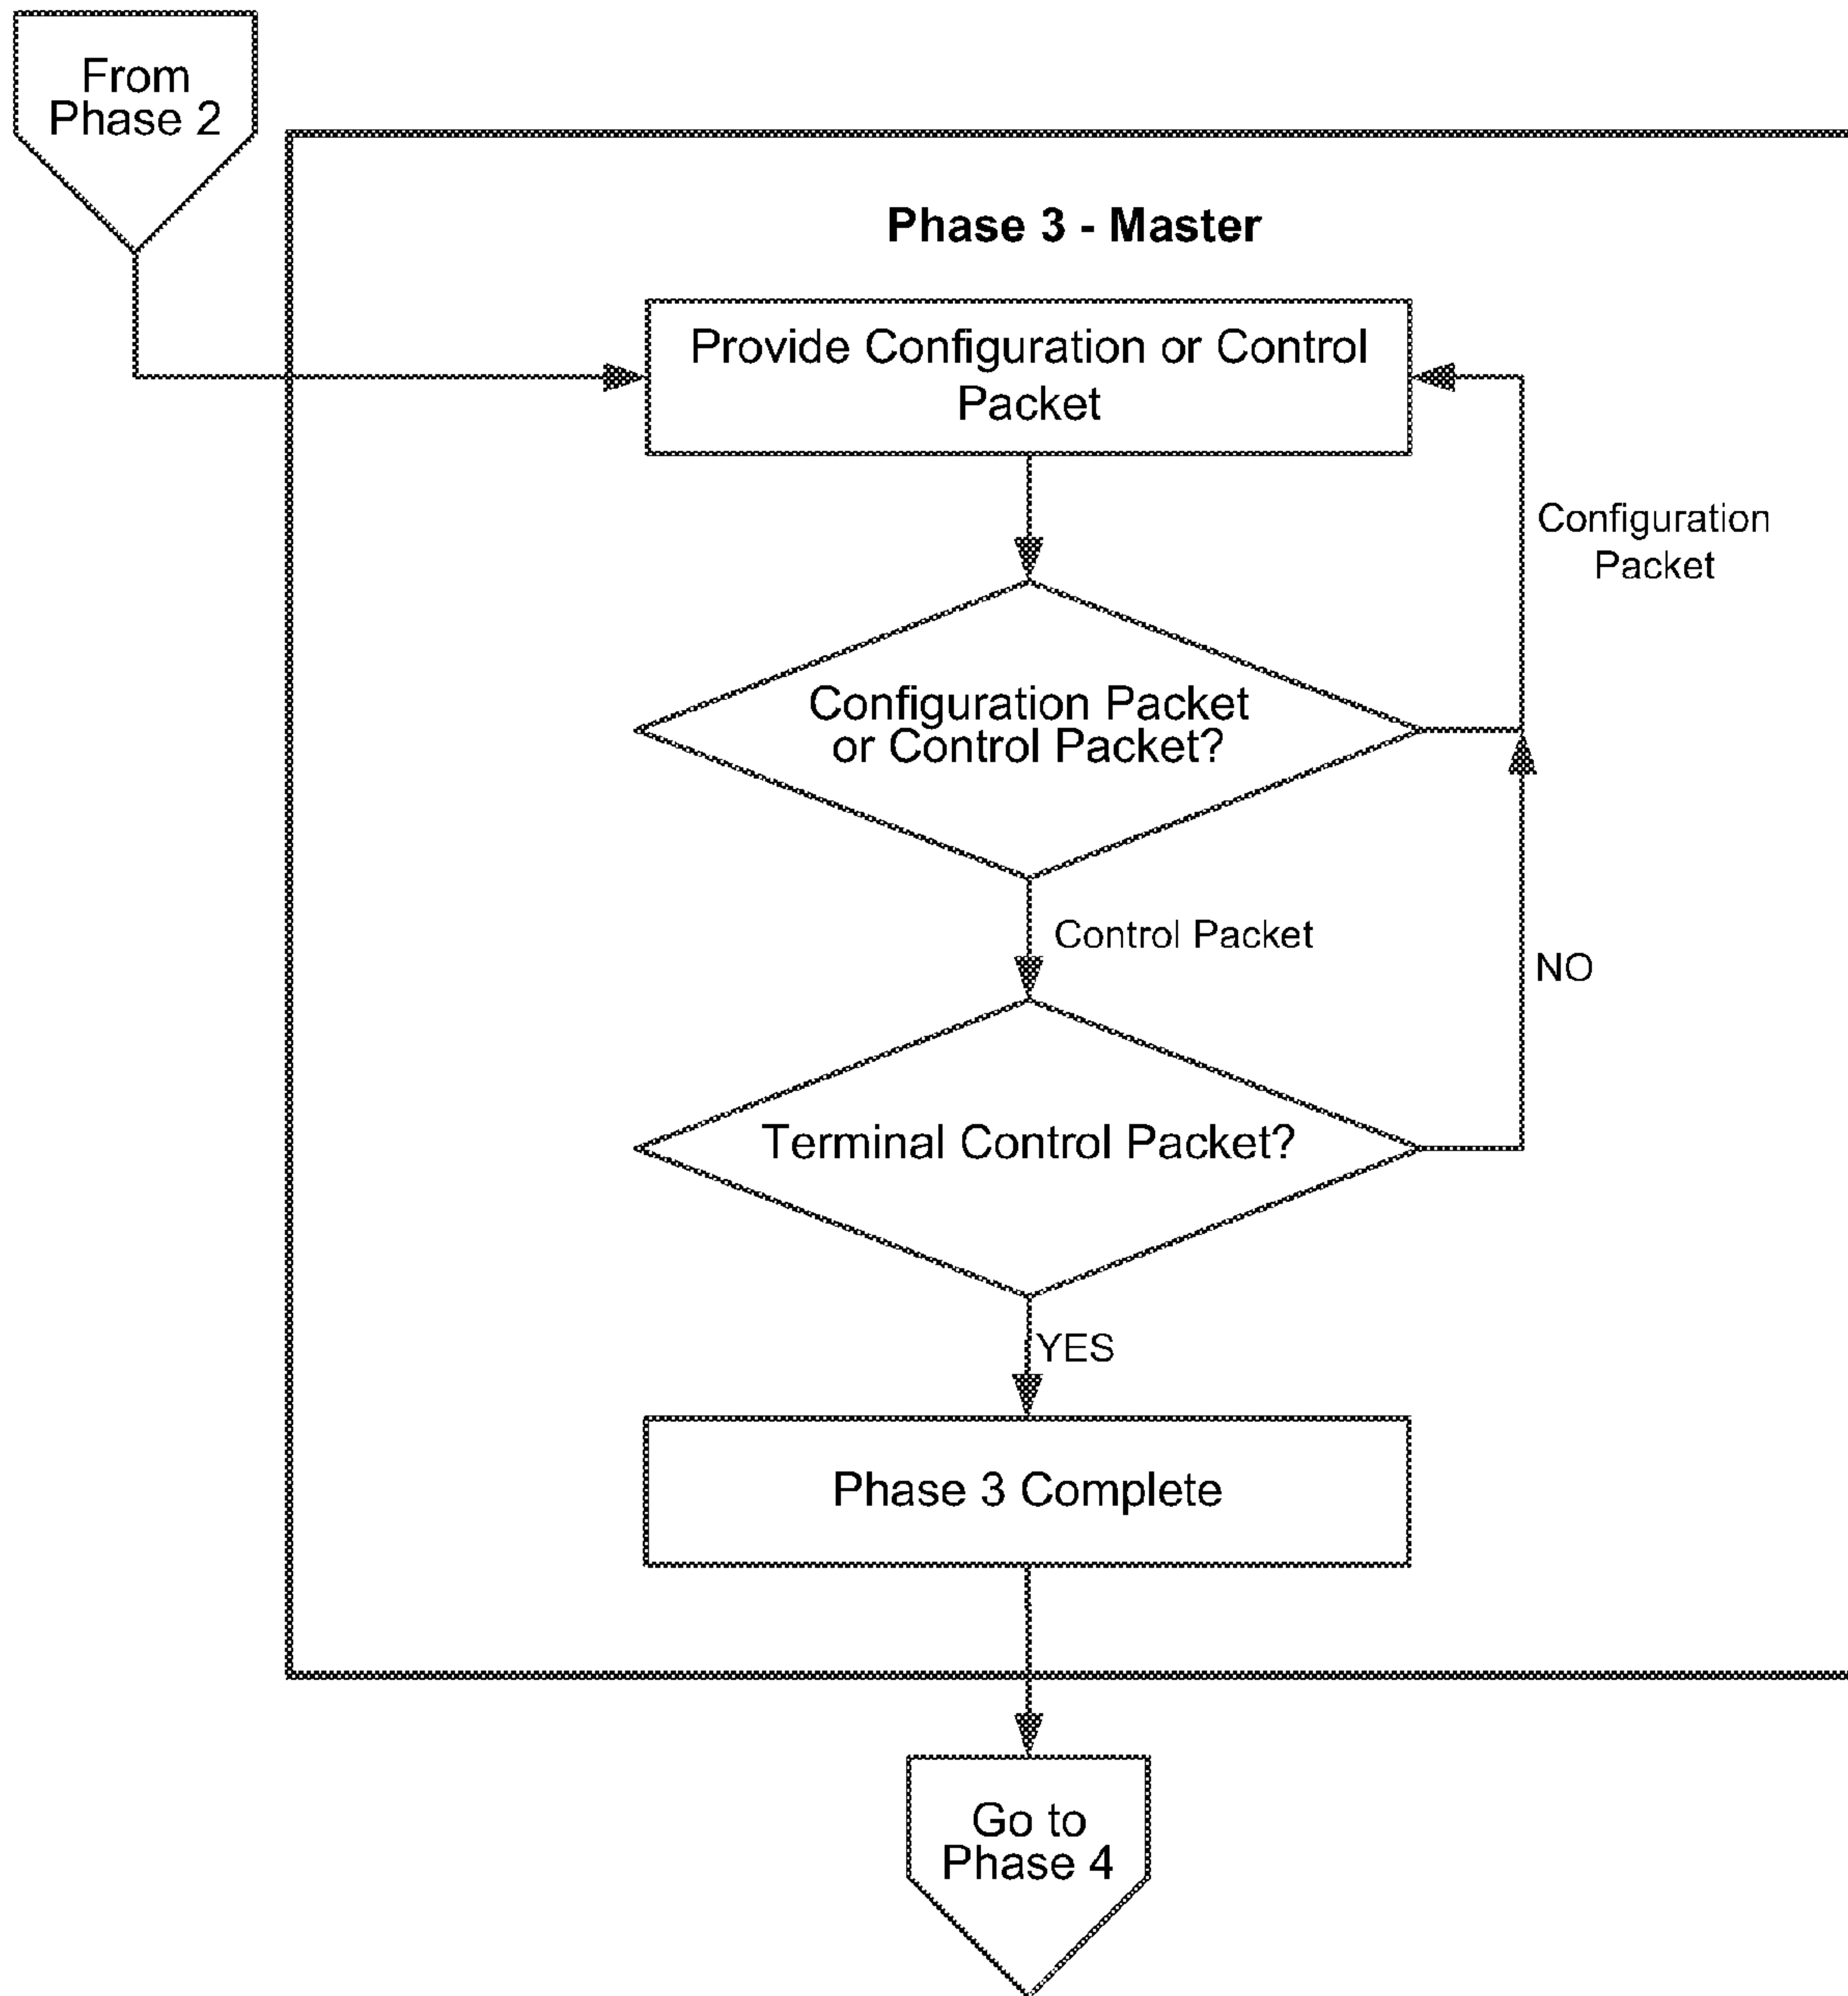 From
Phase 2
Phase 3 - Master
Provide Configuration or Control
Packet
Configuration
Packet
Configuration Packet
or Control Packet?
Control Packet
NO
Terminal Control Packet?
YES
Phase 3 Complete
Go to
Phase 4